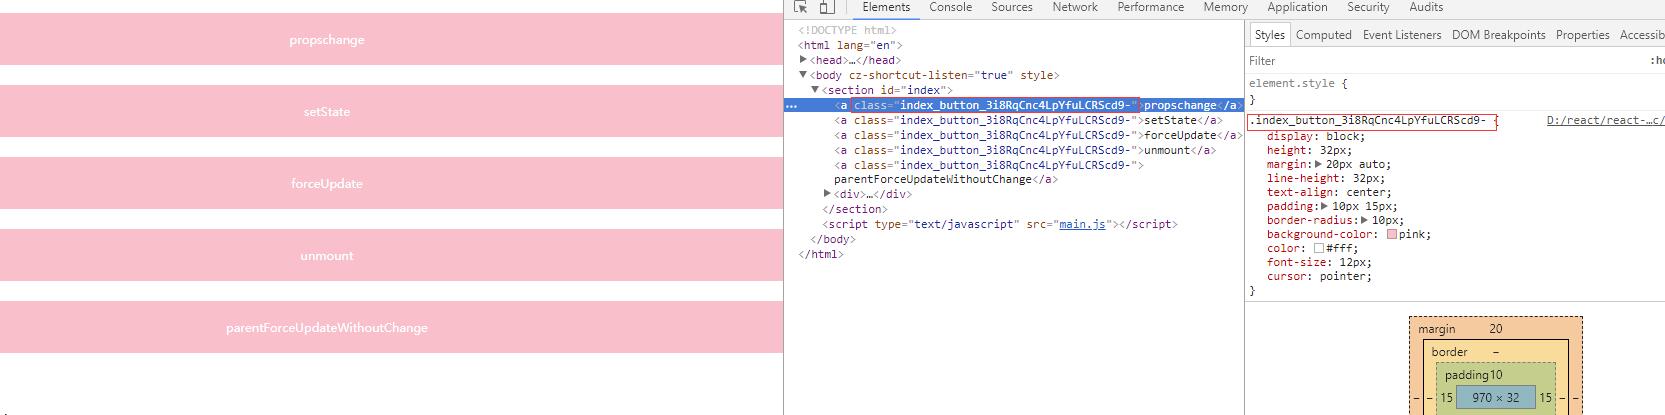 propschange
setState
forceUpdate
unmount
parentForceUpdateWithoutChange
Elements Console Sources Network Performance Memory Application Security Audits
<!DOCTYPE html>
<html lang="en">
<head>…</head>
<body cz-shortcut-listen="true" style>
<section id="index">
<a class="index_button_3i8RqCnc4LpYfuLCRScd9-">propschange</a>
<a class="index_button_3i8RqCnc4LpYfuLCRScd9-">setState</a>
<a class="index_button_3i8RqCnc4LpYfuLCRScd9-">forceUpdate</a>
<a class="index_button_3i8RqCnc4LpYfuLCRScd9-">unmount</a>
<a class="index_button_3i8RqCnc4LpYfuLCRScd9-">
parentForceUpdateWithoutChange</a>
<div>…</div>
</section>
<script type="text/javascript" src="main.js"></script>
</body>
</html>
Styles Computed Event Listeners DOM Breakpoints Properties Accessib
Filter :ho
element.style {
}
.index_button_3i8RqCnc4LpYfuLCRScd9- { D:/react/react-…c/
display: block;
height: 32px;
margin: 20px auto;
line-height: 32px;
text-align: center;
padding: 10px 15px;
border-radius: 10px;
background-color: pink;
color: #fff;
font-size: 12px;
cursor: pointer;
}
margin 20
border –
padding10
– – 15 970 × 32 15 – –